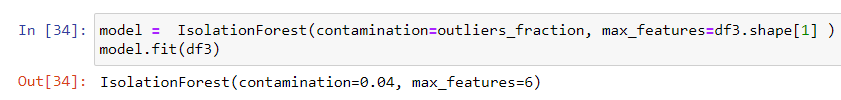 In [34]: model =  IsolationForest(contamination=outliers_fraction, max_features=df3.shape[1] )
model.fit(df3)
Out[34]: IsolationForest(contamination=0.04, max_features=6)